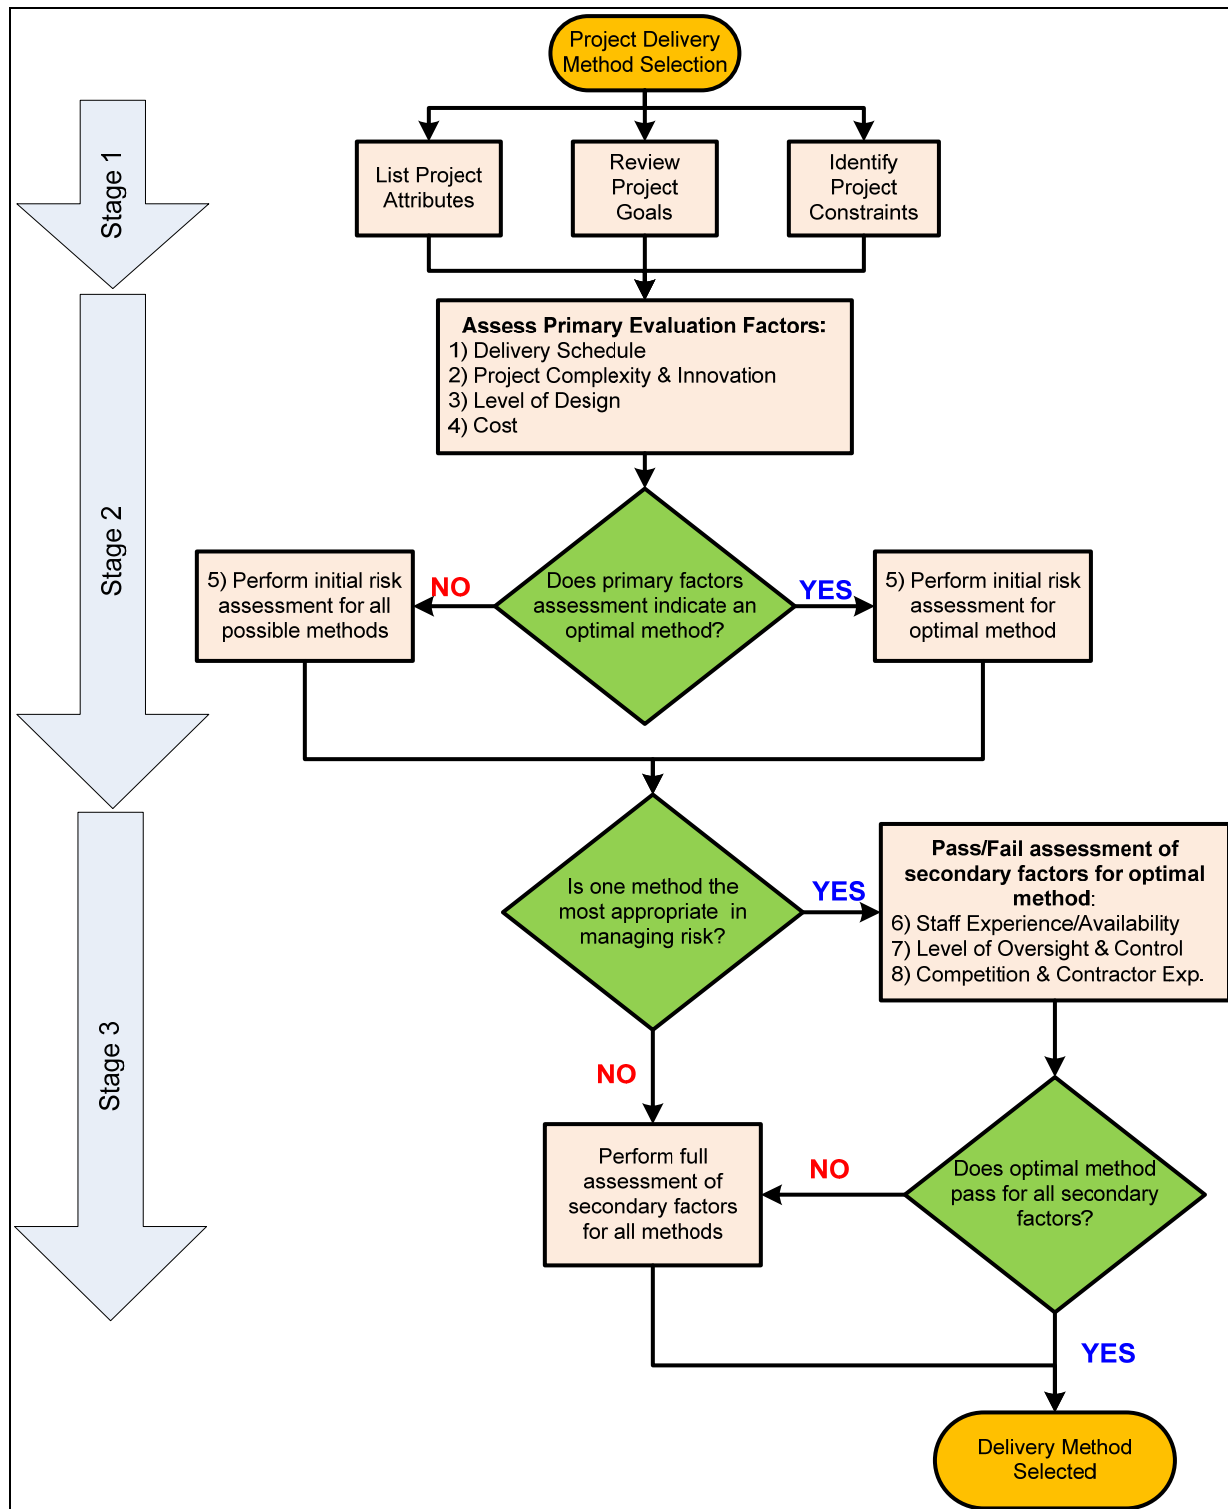 Project Delivery
Method Selection
Stage 1
List Project
Attributes
Review
Project
Goals
Identify
Project
Constraints
Assess Primary Evaluation Factors:
1) Delivery Schedule
2) Project Complexity & Innovation
3) Level of Design
4) Cost
Stage 2
5) Perform initial risk
assessment for all
possible methods
NO
Does primary factors
assessment indicate an
optimal method?
YES
5) Perform initial risk
assessment for
optimal method
Stage 3
Is one method the
most appropriate in
managing risk?
YES
Pass/Fail assessment of
secondary factors for optimal
method:
6) Staff Experience/Availability
7) Level of Oversight & Control
8) Competition & Contractor Exp.
NO
Perform full
assessment of
secondary factors
for all methods
NO
Does optimal method
pass for all secondary
factors?
YES
Delivery Method
Selected